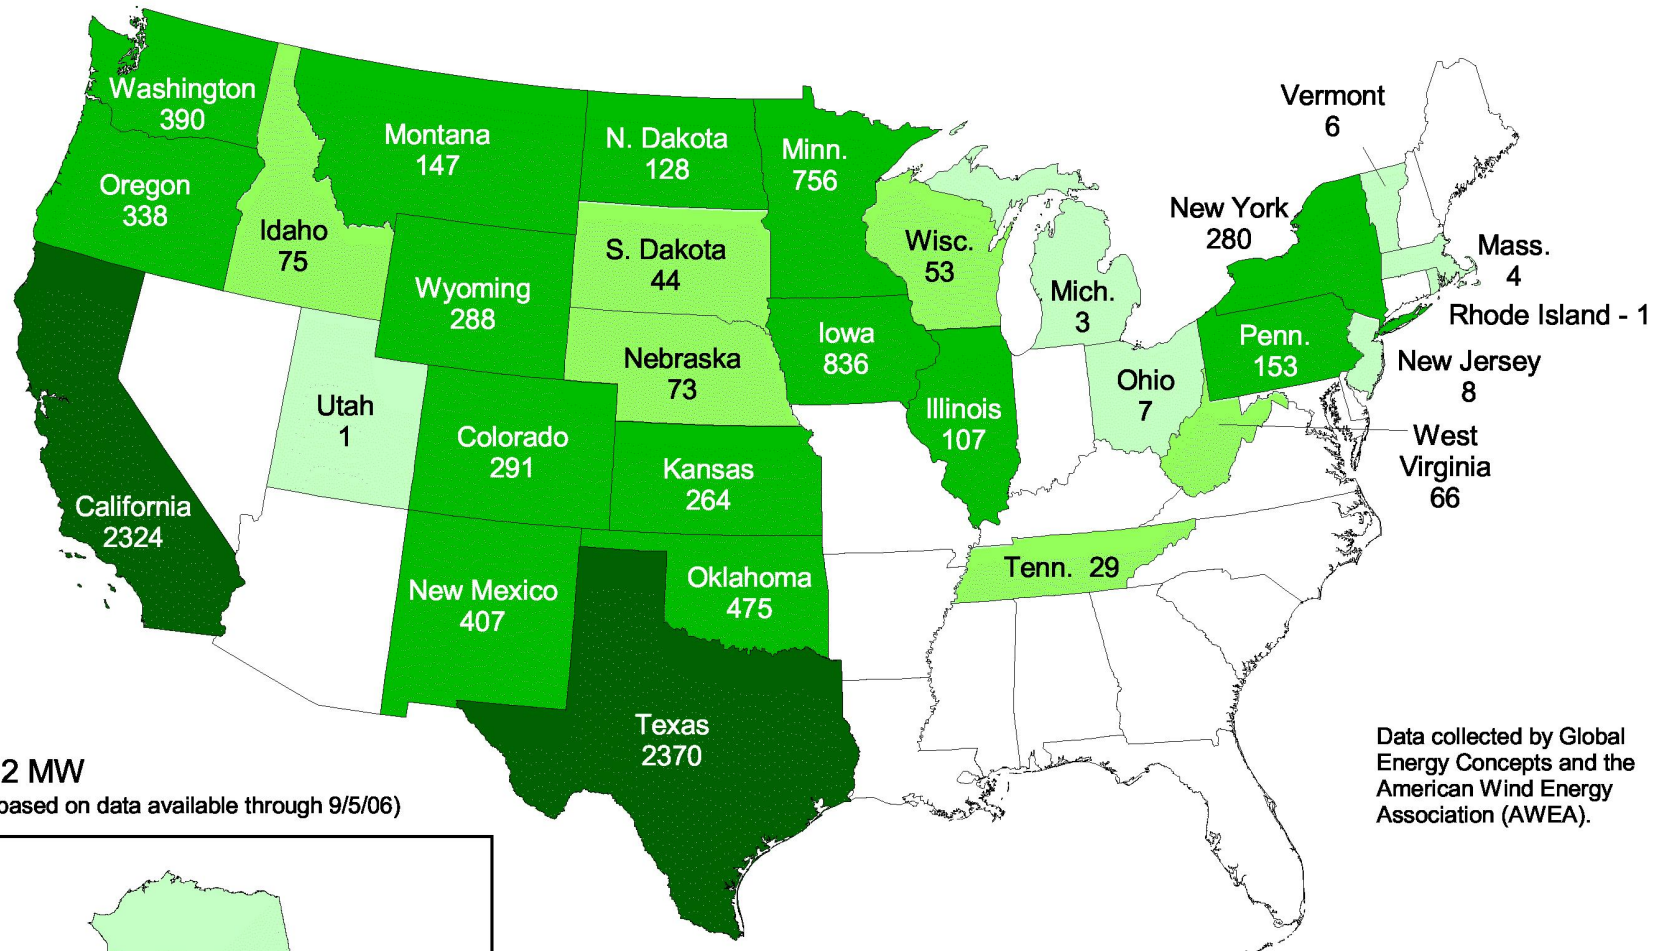 Washington
390
Oregon
338
Idaho
75
Montana
147
N. Dakota
128
Minn.
756
Vermont
6
New York
280
Mass.
4
Rhode Island - 1
New Jersey
8
Penn.
153
West
Virginia
66
Wisc.
53
Mich.
3
Ohio
7
S. Dakota
44
Wyoming
288
Nebraska
73
Iowa
836
Illinois
107
Utah
1
Colorado
291
Kansas
264
California
2324
New Mexico
407
Oklahoma
475
Tenn. 29
Texas
2370
2 MW
based on data available through 9/5/06)
Data collected by Global
Energy Concepts and the
American Wind Energy
Association (AWEA).